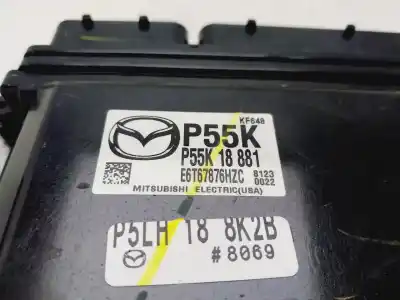 KF648
P55K
P55K 18 881
E6T67876HZC 8123
0022
MITSUBISHI ELECTRIC(USA)
P5LH 18 8K2B
#8069